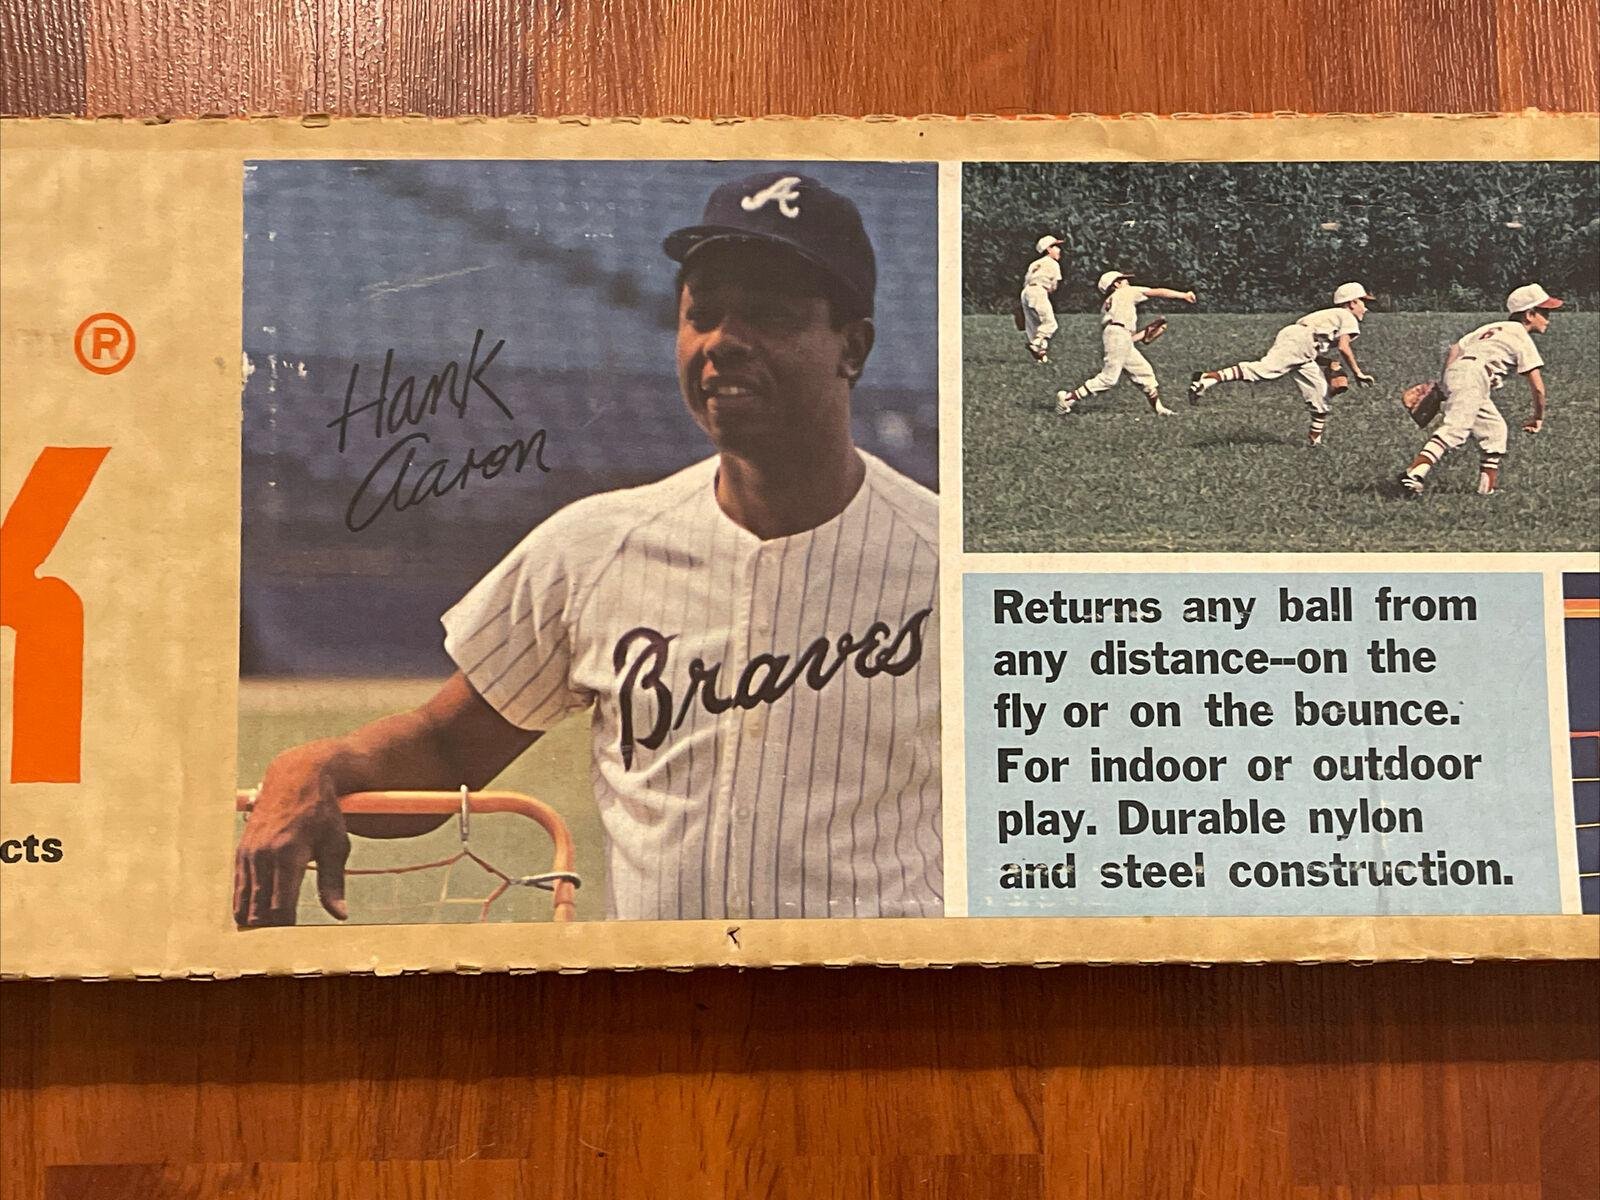 ®
K
cts
A
Hank
Aaron
Braves
6
Returns any ball from
any distance--on the
fly or on the bounce.
For indoor or outdoor
play. Durable nylon
and steel construction.